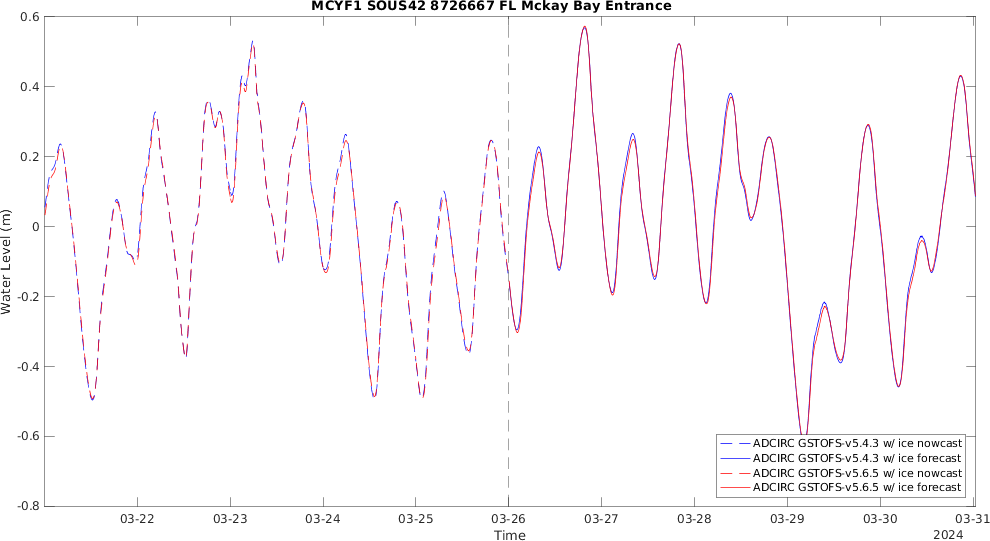 MCYF1 SOUS42 8726667 FL Mckay Bay Entrance
0.6
0.4
0.2
0
-0.2
-0.4
-0.6
-0.8
Water Level (m)
03-22
03-23
03-24
03-25
03-26
03-27
03-28
03-29
03-30
03-31
Time
2024
ADCIRC GSTOFS-v5.4.3 w/ ice nowcast
ADCIRC GSTOFS-v5.4.3 w/ ice forecast
ADCIRC GSTOFS-v5.6.5 w/ ice nowcast
ADCIRC GSTOFS-v5.6.5 w/ ice forecast